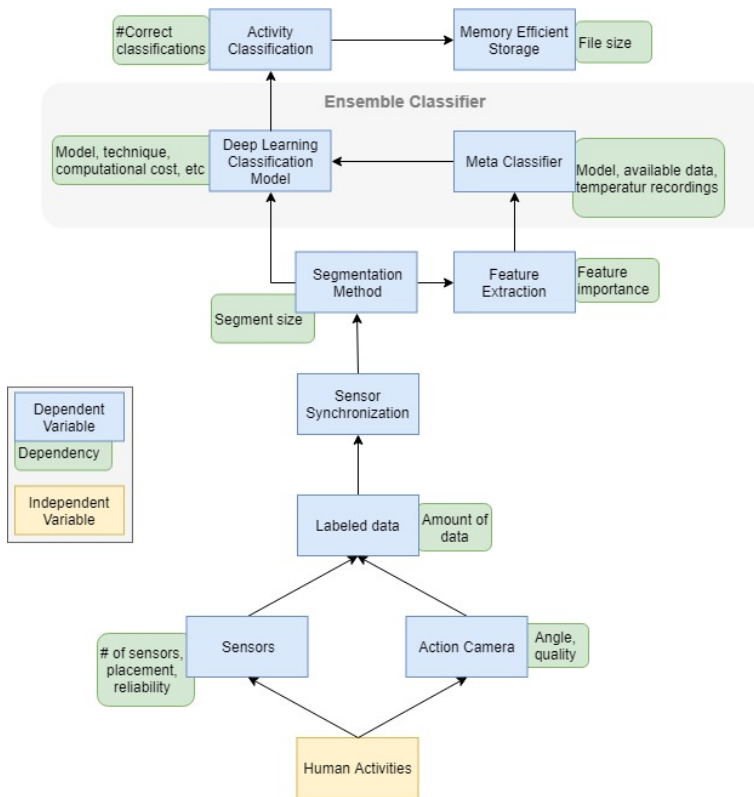 #Correct
classifications
Activity
Classification
Memory Efficient
Storage
File size
Ensemble Classifier
Model, technique,
computational cost, etc
Deep Learning
Classification
Model
Meta Classifier
Model, available data,
temperatur recordings
Segmentation
Method
Feature
Extraction
Feature
importance
Segment size
Sensor
Synchronization
Dependent
Variable
Dependency
Independent
Variable
Labeled data
Amount of
data
# of sensors,
placement,
reliability
Sensors
Action Camera
Angle,
quality
Human Activities